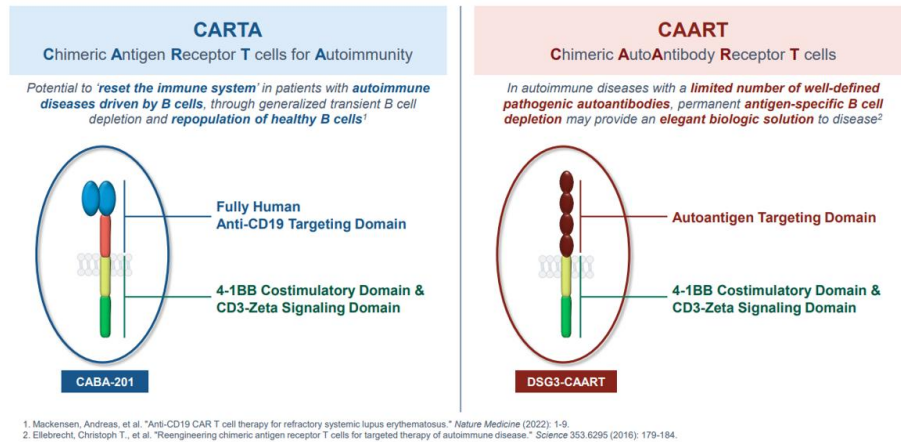 CARTA
Chimeric Antigen Receptor T cells for Autoimmunity
Potential to ‘reset the immune system’ in patients with autoimmune
diseases driven by B cells, through generalized transient B cell
depletion and repopulation of healthy B cells1
Fully Human
Anti-CD19 Targeting Domain
4-1BB Costimulatory Domain &
CD3-Zeta Signaling Domain
CABA-201
CAART
Chimeric AutoAntibody Receptor T cells
In autoimmune diseases with a limited number of well-defined
pathogenic autoantibodies, permanent antigen-specific B cell
depletion may provide an elegant biologic solution to disease2
Autoantigen Targeting Domain
4-1BB Costimulatory Domain &
CD3-Zeta Signaling Domain
DSG3-CAART
1. Mackensen, Andreas, et al. "Anti-CD19 CAR T cell therapy for refractory systemic lupus erythematosus." Nature Medicine (2022): 1-9.
2. Ellebrecht, Christoph T., et al. "Reengineering chimeric antigen receptor T cells for targeted therapy of autoimmune disease." Science 353.6295 (2016): 179-184.